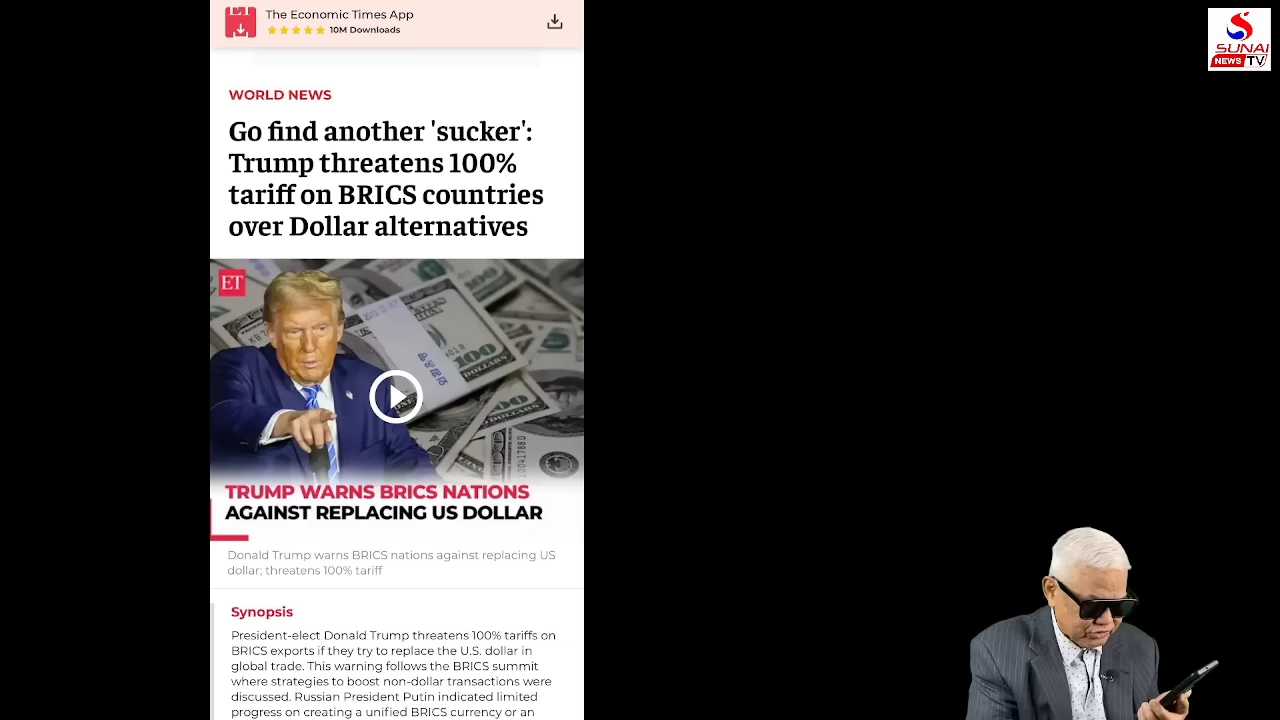 The Economic Times App
10M Downloads
SUNAI
NEWS TV
WORLD NEWS
Go find another 'sucker':
Trump threatens 100%
tariff on BRICS countries
over Dollar alternatives
ET
100
DOLLARS
TRUMP WARNS BRICS NATIONS
AGAINST REPLACING US DOLLAR
Donald Trump warns BRICS nations against replacing US
dollar; threatens 100% tariff
Synopsis
President-elect Donald Trump threatens 100% tariffs on
BRICS exports if they try to replace the U.S. dollar in
global trade. This warning follows the BRICS summit
where strategies to boost non-dollar transactions were
discussed. Russian President Putin indicated limited
progress on creating a unified BRICS currency or an